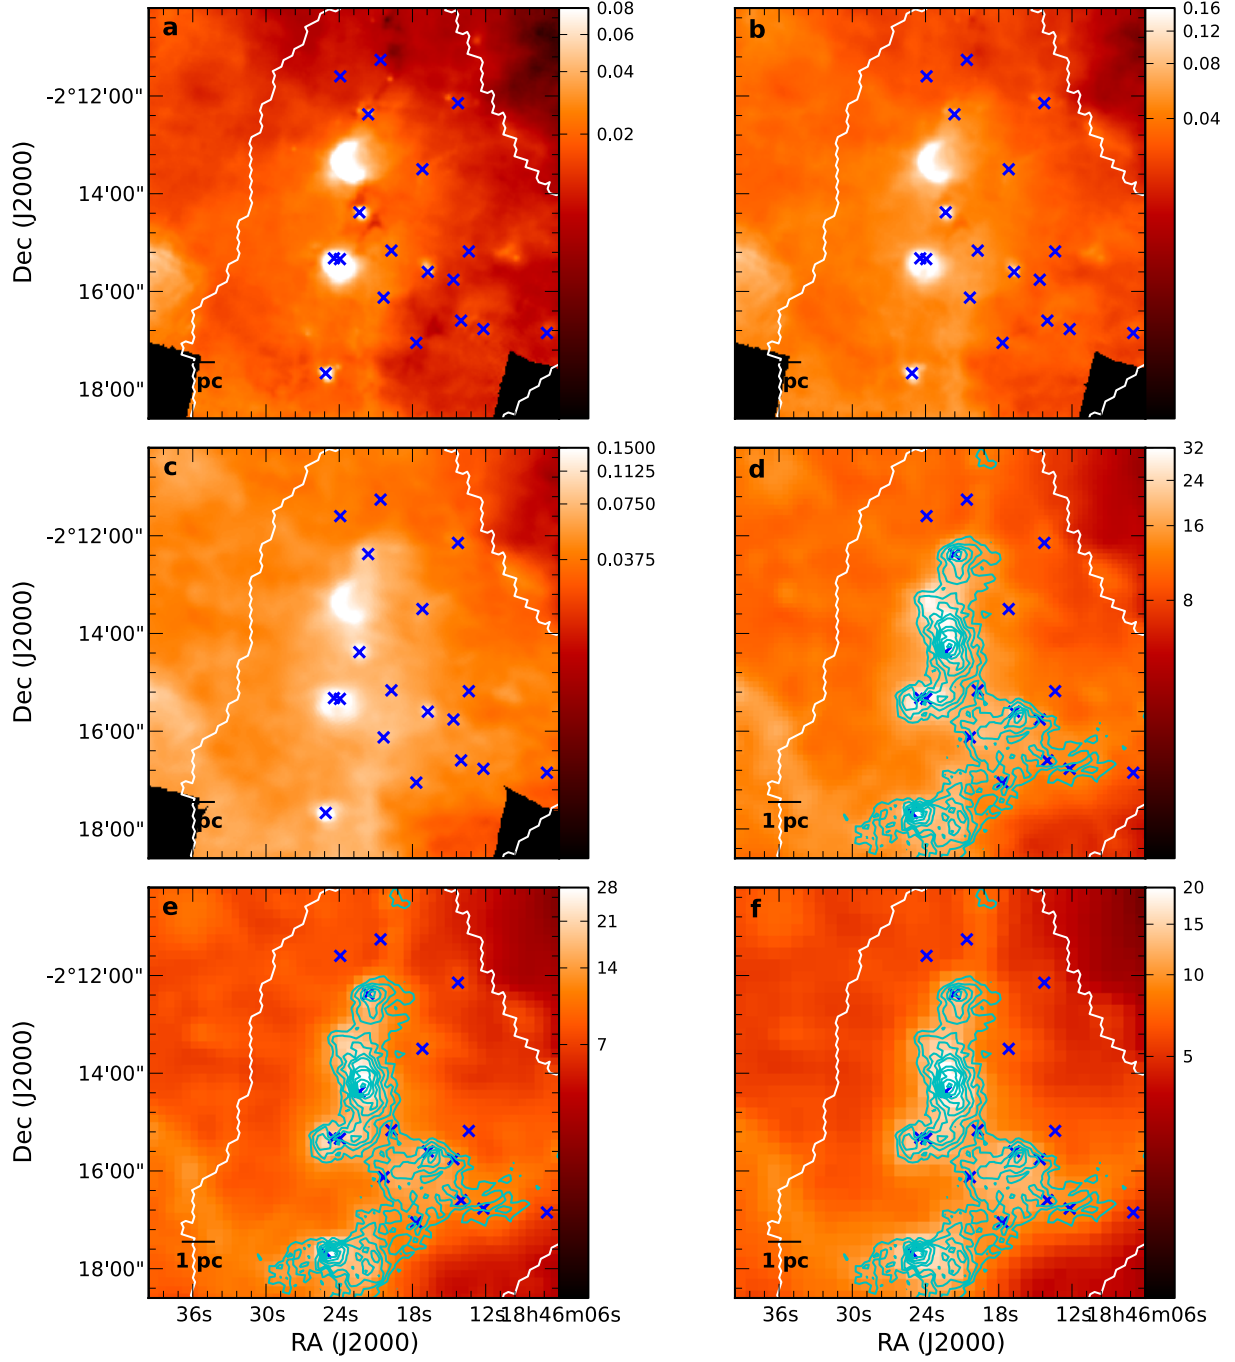 a
0.08
0.06
0.04
0.02
b
0.16
0.12
0.08
0.04
-2°12'00"
14'00"
16'00"
18'00"
Dec (J2000)
pc
pc
c
0.1500
0.1125
0.0750
0.0375
d
32
24
16
8
-2°12'00"
14'00"
16'00"
18'00"
Dec (J2000)
pc
1 pc
e
28
21
14
7
f
20
15
10
5
-2°12'00"
14'00"
16'00"
18'00"
Dec (J2000)
1 pc
1 pc
36s 30s 24s 18s 12s 18h46m06s
36s 30s 24s 18s 12s 18h46m06s
RA (J2000)
RA (J2000)